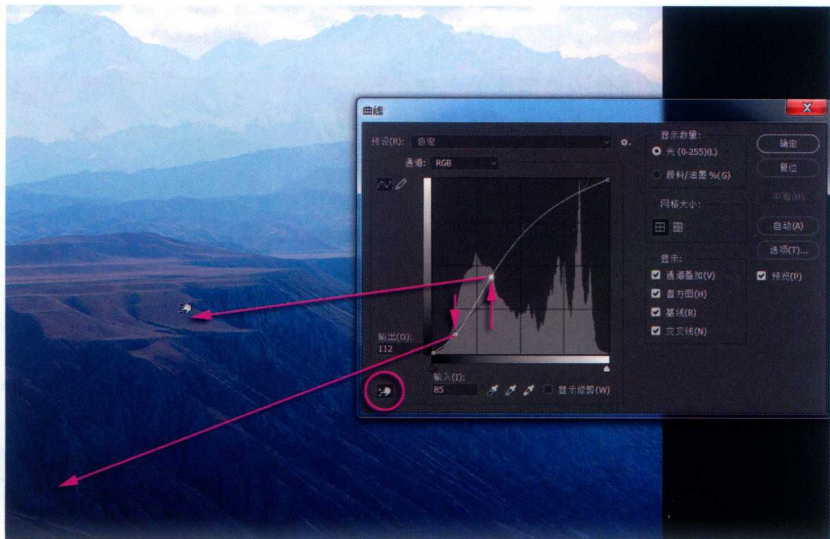 曲线
预设(R): 自定
通道: RGB
输出(O):
112
输入(I):
85
显示修剪(W)
显示数量:
光 (0-255)(L)
颜料/油墨 %(G)
网格大小:
显示:
通道叠加(V)
直方图(H)
基线(B)
交叉线(N)
确定
复位
平滑(M)
自动(A)
选项(T)...
预览(P)